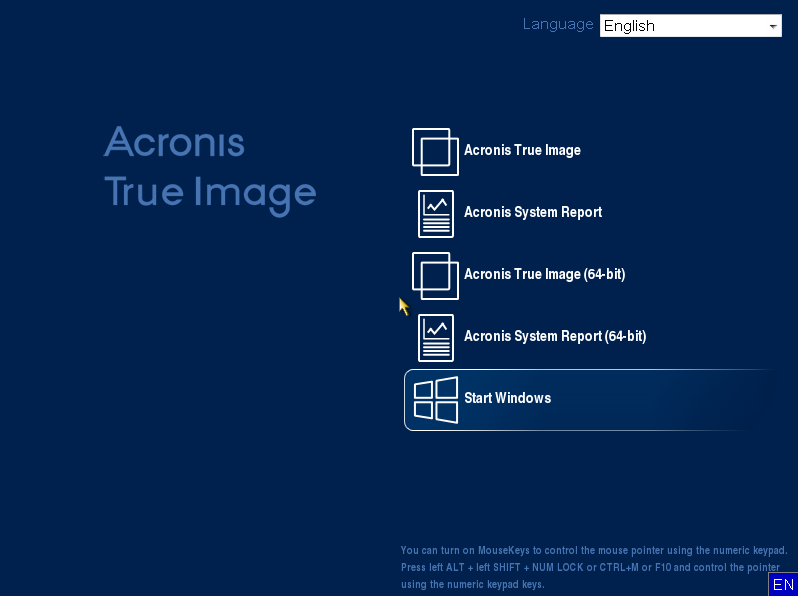 Language English
Acronis
True Image
Acronis True Image
Acronis System Report
Acronis True Image (64-bit)
Acronis System Report (64-bit)
Start Windows
You can turn on MouseKeys to control the mouse pointer using the numeric keypad.
Press left ALT + left SHIFT + NUM LOCK or CTRL+M or F10 and control the pointer
using the numeric keypad keys.
EN